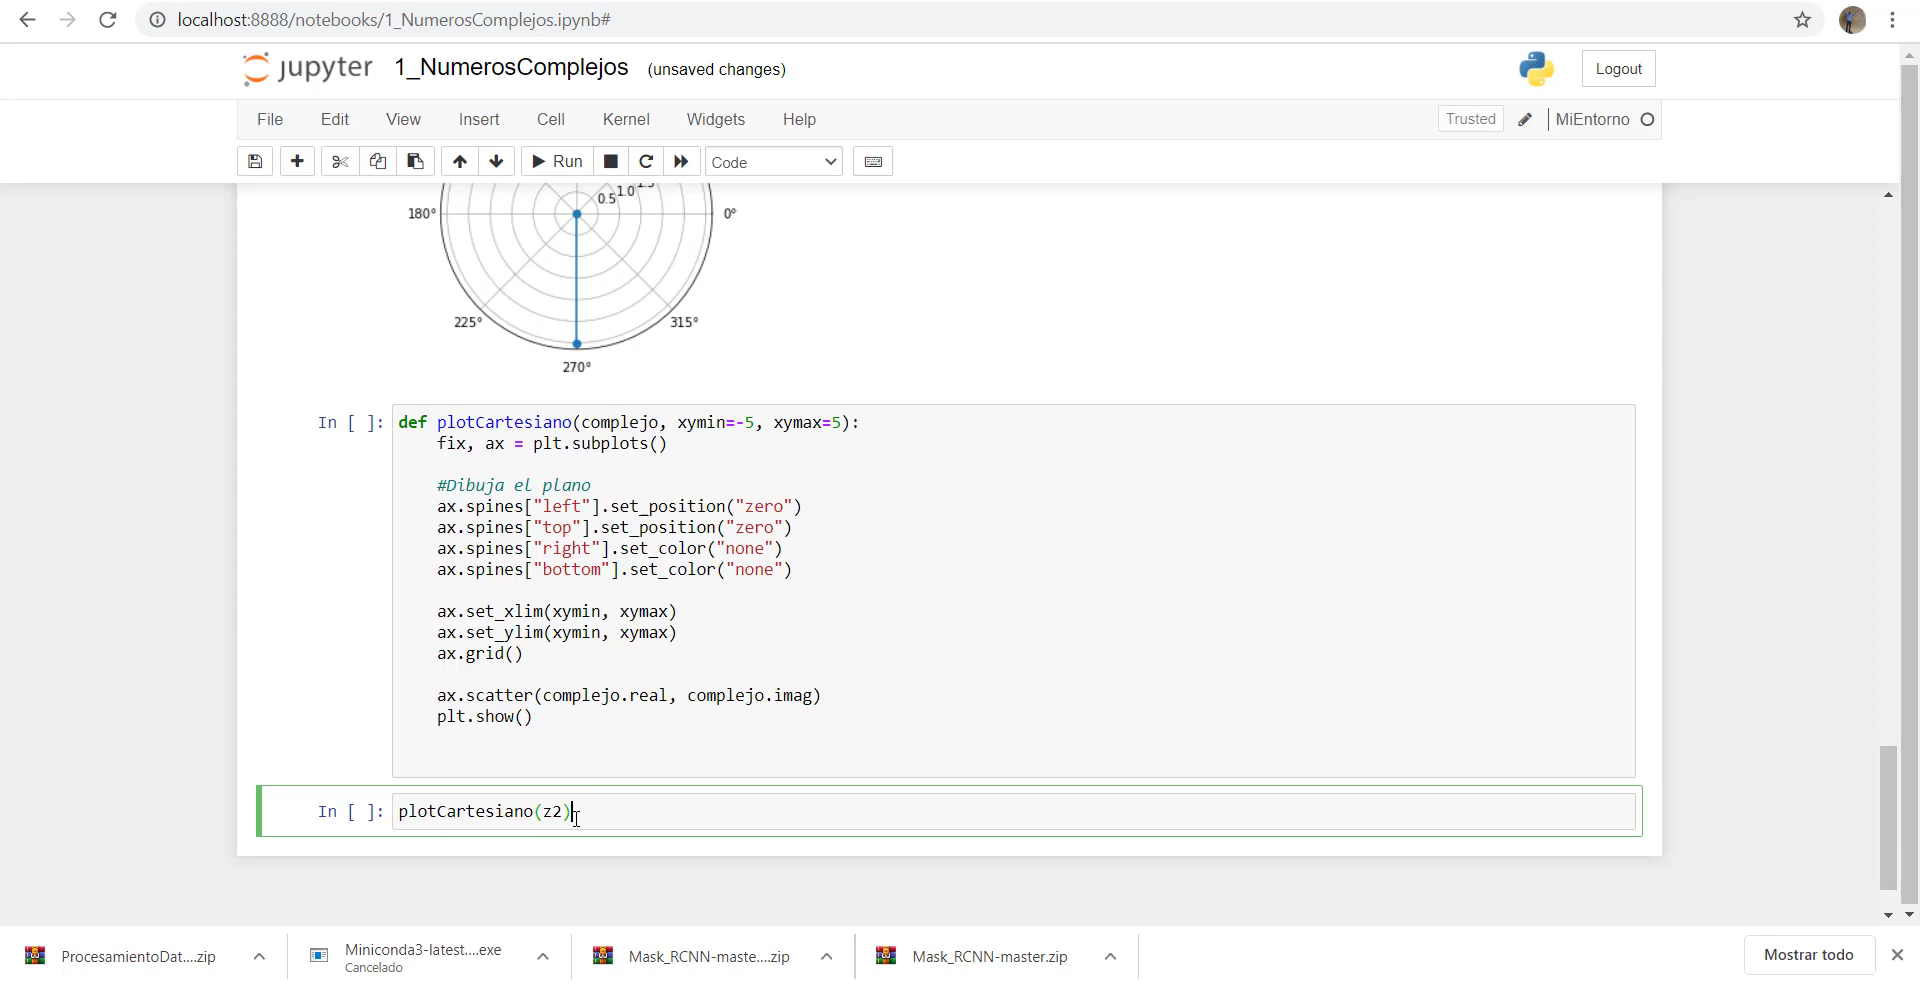 localhost:8888/notebooks/1_NumerosComplejos.ipynb#
jupyter 1_NumerosComplejos (unsaved changes) Logout
File Edit View Insert Cell Kernel Widgets Help Trusted MiEntorno
Run Code
0.5 1.0 1.5
180° 0°
225° 315°
270°
In [ ]: def plotCartesiano(complejo, xymin=-5, xymax=5):
fix, ax = plt.subplots()
#Dibuja el plano
ax.spines["left"].set_position("zero")
ax.spines["top"].set_position("zero")
ax.spines["right"].set_color("none")
ax.spines["bottom"].set_color("none")
ax.set_xlim(xymin, xymax)
ax.set_ylim(xymin, xymax)
ax.grid()
ax.scatter(complejo.real, complejo.imag)
plt.show()
In [ ]: plotCartesiano(z2)
ProcesamientoDat....zip Miniconda3-latest....exe Mask_RCNN-maste....zip Mask_RCNN-master.zip Mostrar todo
Cancelado